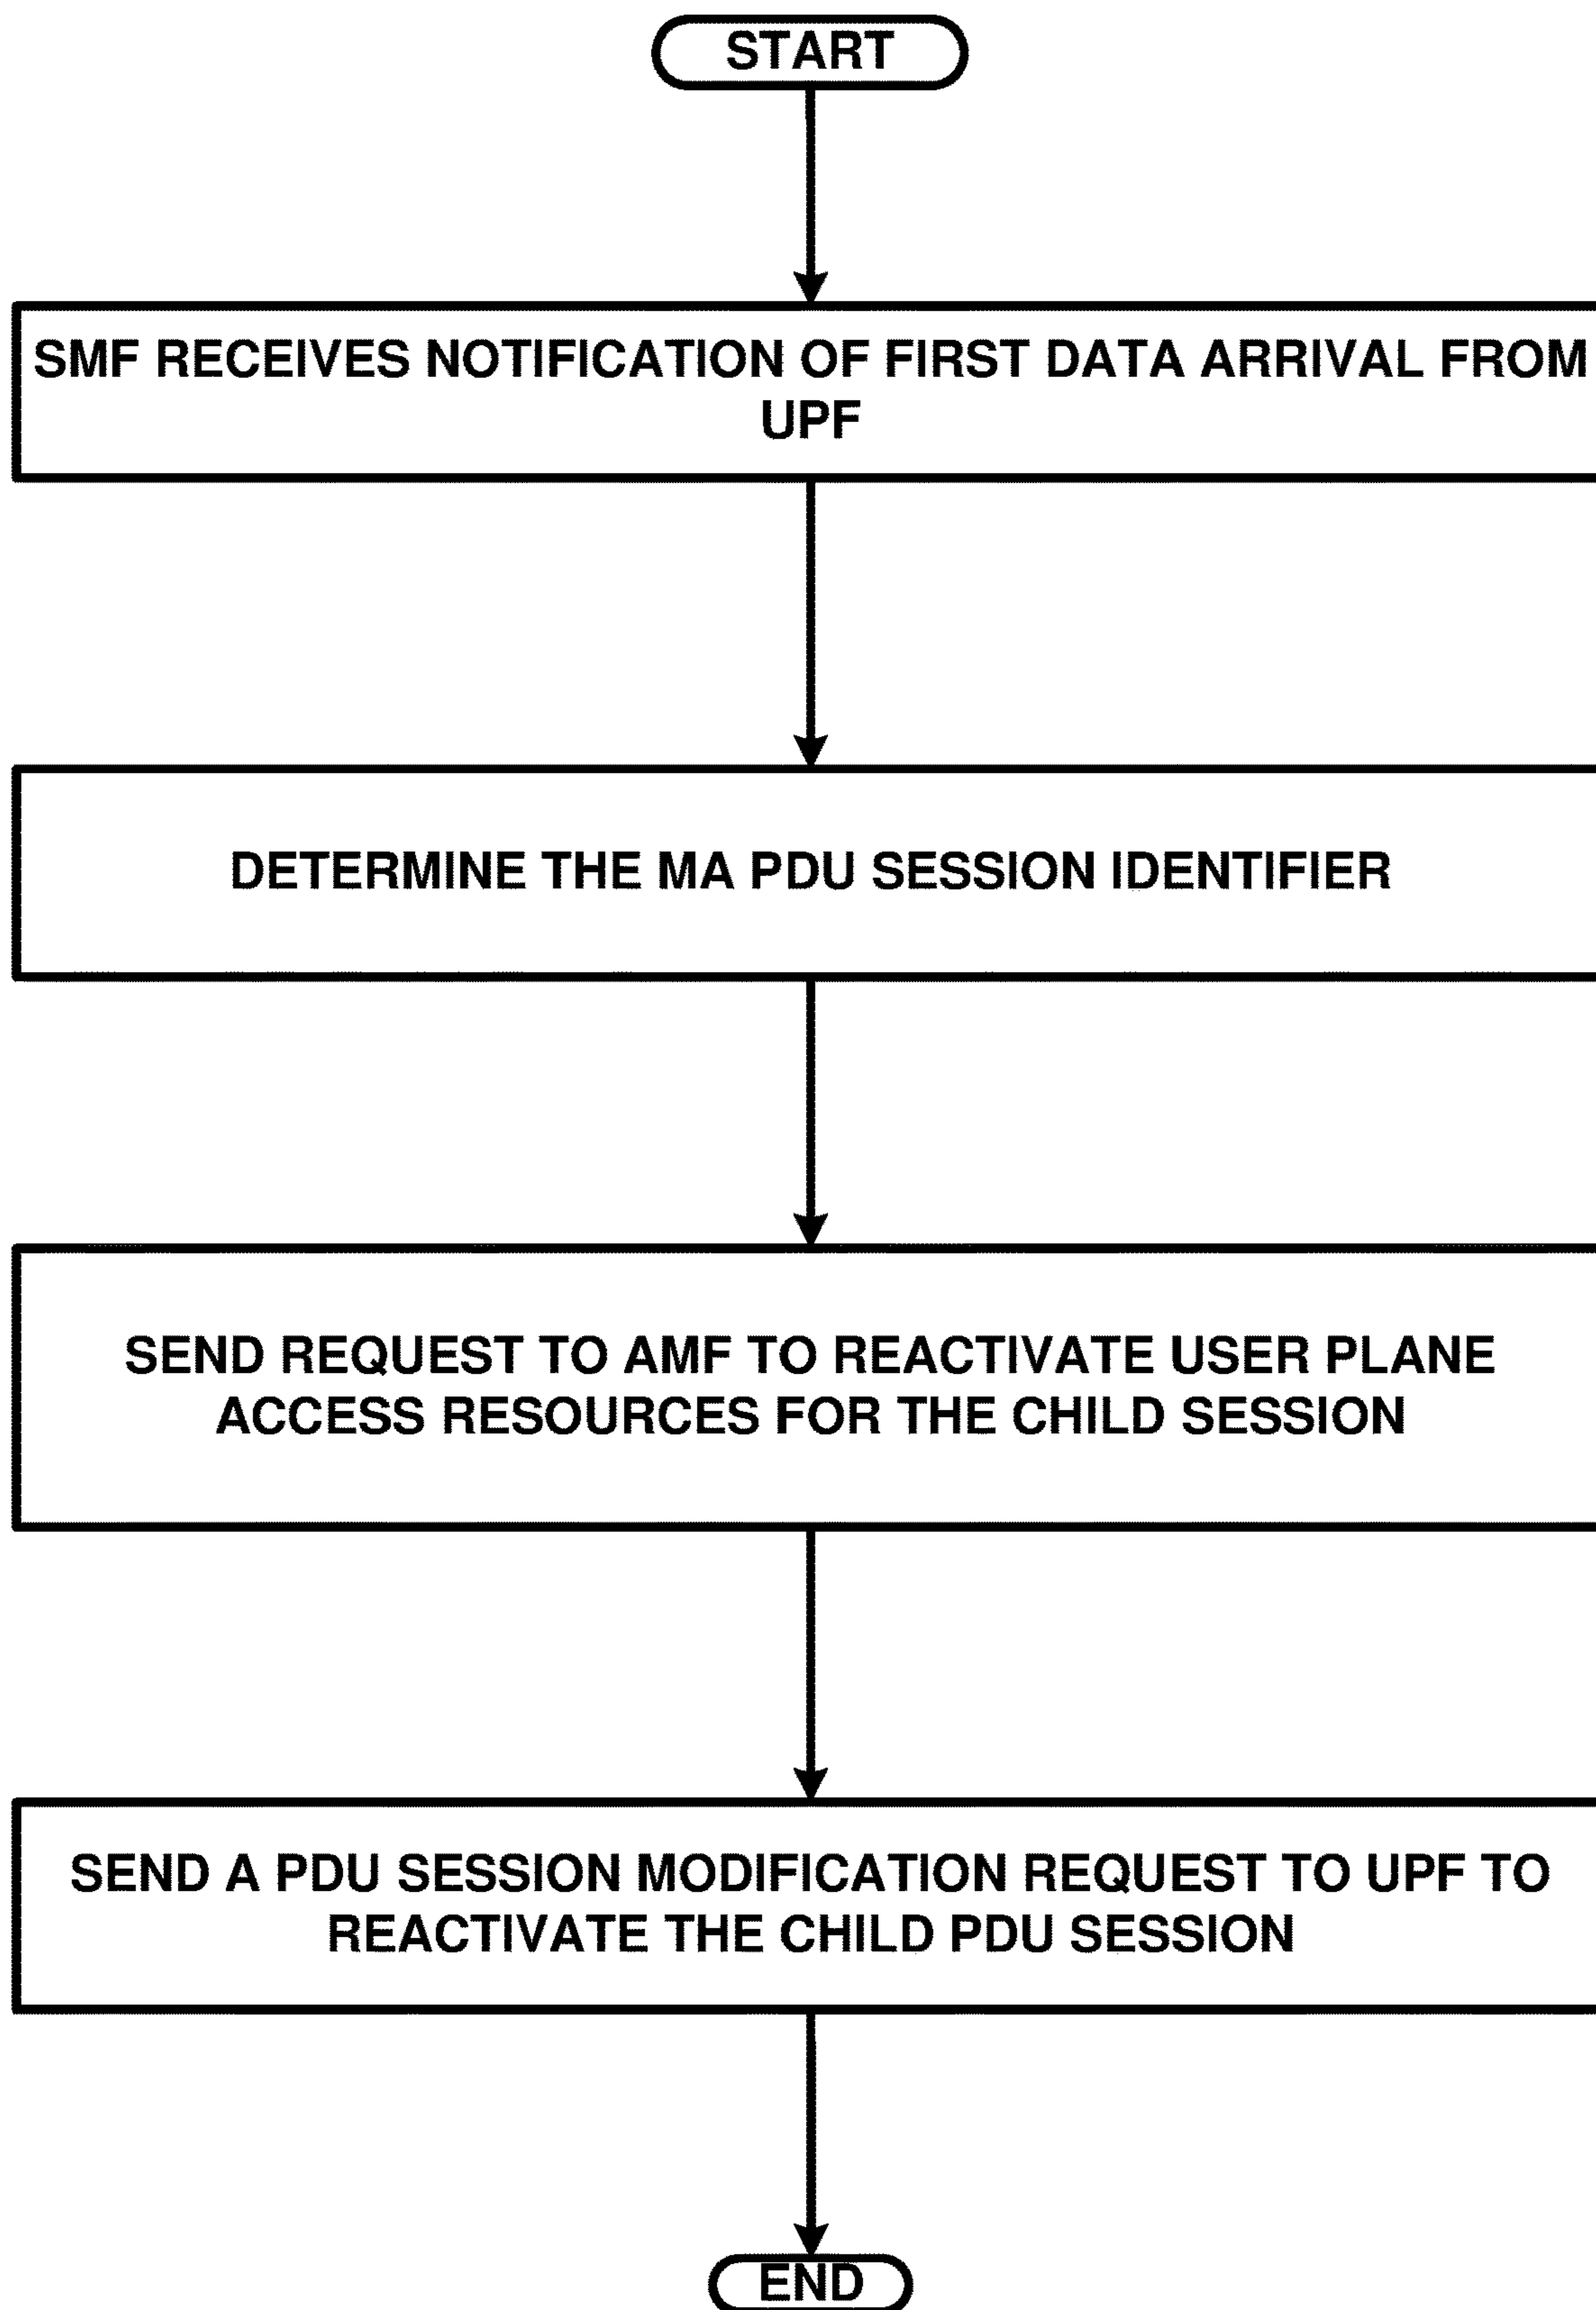 START
SMF RECEIVES NOTIFICATION OF FIRST DATA ARRIVAL FROM
UPF
DETERMINE THE MA PDU SESSION IDENTIFIER
SEND REQUEST TO AMF TO REACTIVATE USER PLANE
ACCESS RESOURCES FOR THE CHILD SESSION
SEND A PDU SESSION MODIFICATION REQUEST TO UPF TO
REACTIVATE THE CHILD PDU SESSION
END